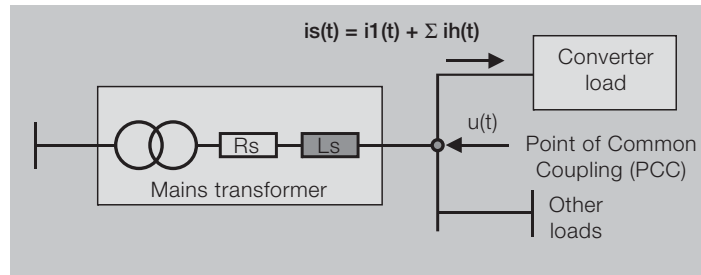 is(t) = i1(t) + Σ ih(t)
Converter
load
u(t)
Rs
Ls
Point of Common
Coupling (PCC)
Mains transformer
Other
loads